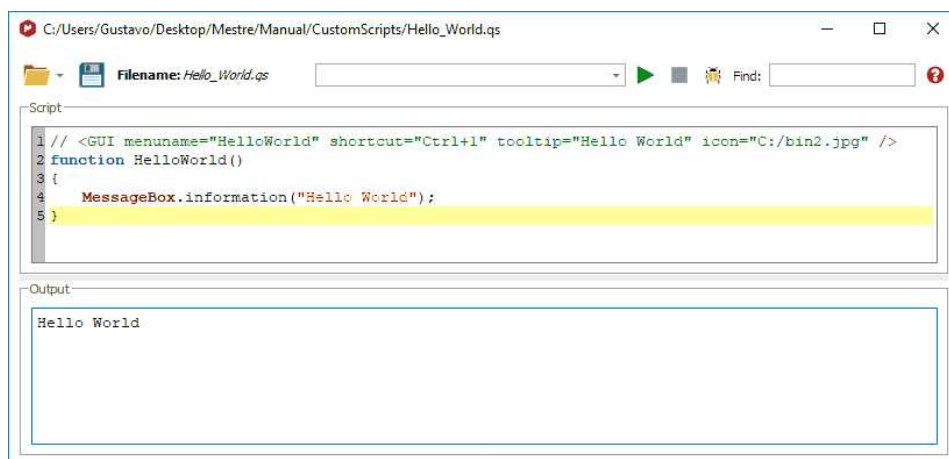 C:/Users/Gustavo/Desktop/Mestre/Manual/CustomScripts/Hello_World.qs
Filename: Hello_World.qs
Find:
Script
1 // <GUI menuname="HelloWorld" shortcut="Ctrl+1" tooltip="Hello World" icon="C:/bin2.jpg" />
2 function HelloWorld()
3 {
4 MessageBox.information("Hello World");
5 }
Output
Hello World